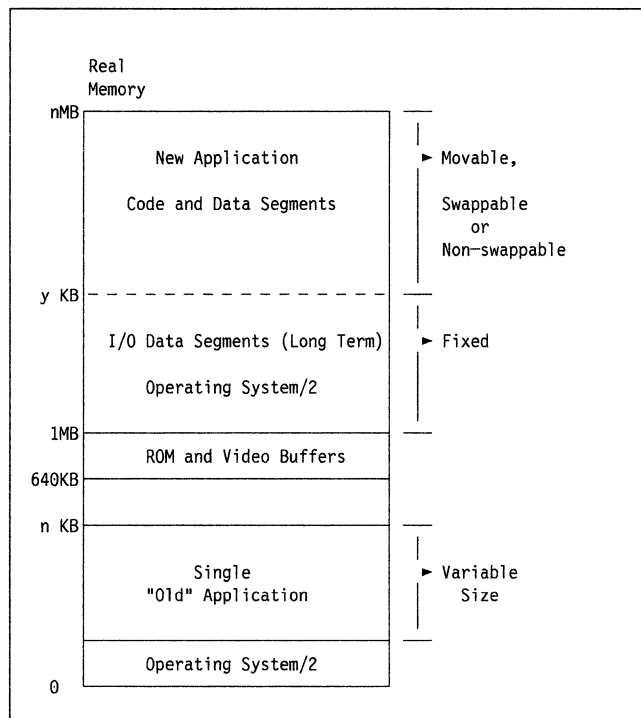 Real
Memory
nMB
New Application
Movable,
Code and Data Segments
Swappable
or
Non-swappable
y KB
I/O Data Segments (Long Term)
Fixed
Operating System/2
1MB
ROM and Video Buffers
640KB
n KB
Single
Variable
"Old" Application
Size
Operating System/2
0